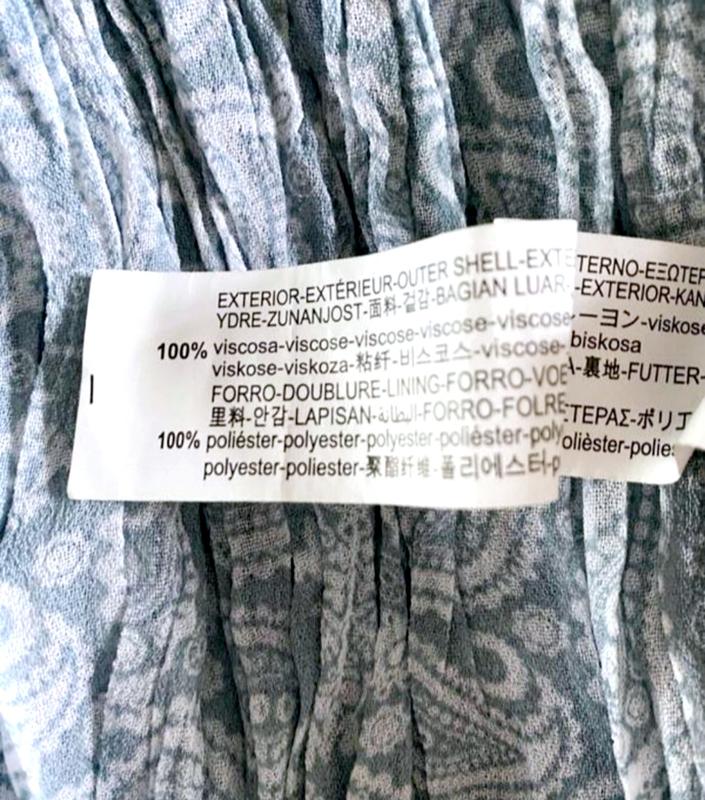 EXTERIOR-EXTÉRIEUR-OUTER SHELL-EXTE TERNO-ΕΞΩΤΕΡ
YDRE-ZUNANJOST-面料-겉감-BAGIAN LUAR- -EXTERIOR-KAN
100% viscosa-viscose-viscose-viscose-viscose -ーヨン-viskose
viskose-viskoza-粘纤-비스코스-viscose- biskosa
FORRO-DOUBLURE-LINING-FORRO-VOE -裏地-FUTTER-
里料-안감-LAPISAN-البطانة-FORRO-FOLRE
100% poliéster-polyester-polyester-poliéster-poly ΣΤΕΡΑΣ-ポリエ
polyester-poliester-聚酯纤维-폴리에스터-p olièster-polies